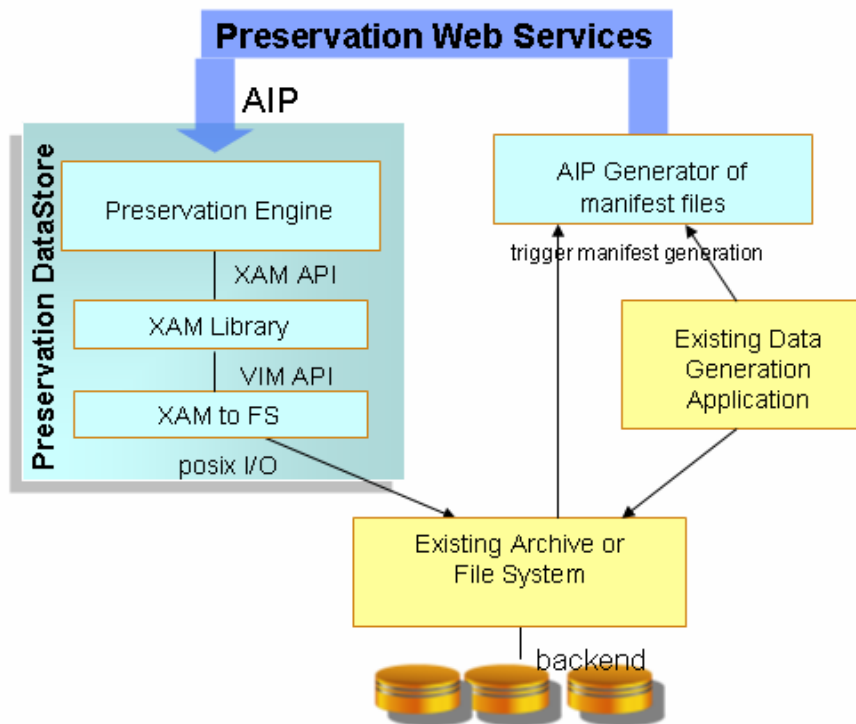 Preservation Web Services
AIP
Preservation DataStore
Preservation Engine
XAM API
XAM Library
VIM API
XAM to FS
posix I/O
AIP Generator of
manifest files
trigger manifest generation
Existing Data
Generation
Application
Existing Archive or
File System
backend